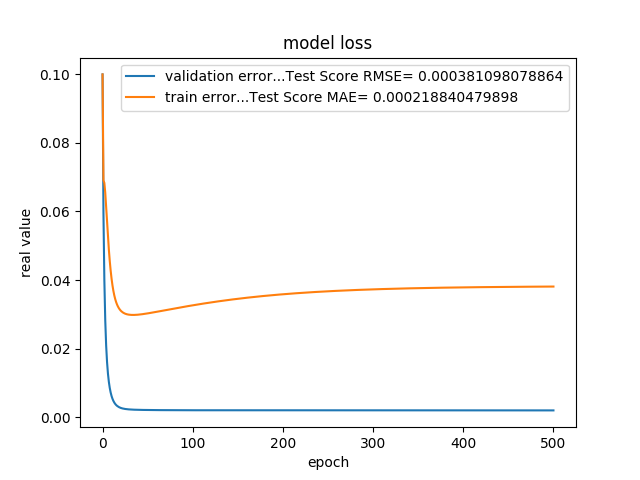 model loss
validation error...Test Score RMSE= 0.000381098078864
train error...Test Score MAE= 0.000218840479898
real value
0.10
0.08
0.06
0.04
0.02
0.00
0 100 200 300 400 500
epoch